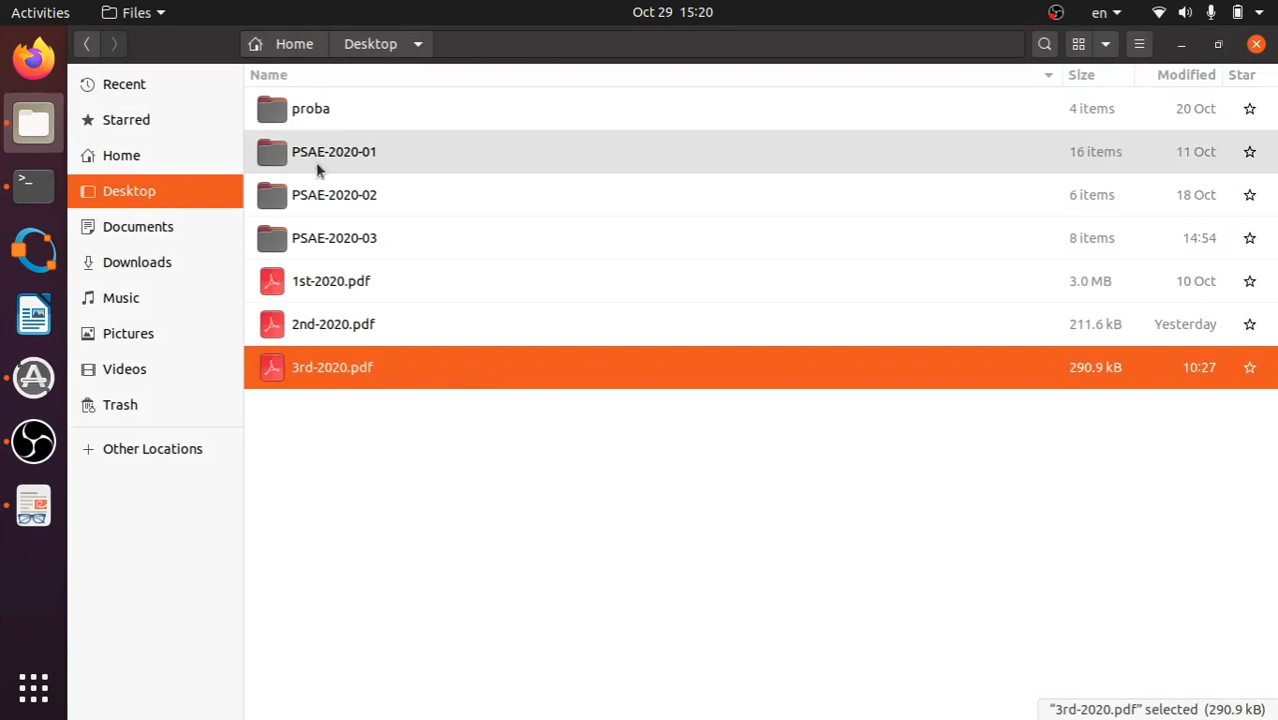 Activities Files Oct 29 15:20 en
Home Desktop
Name Size Modified Star
Recent
Starred
Home
Desktop
Documents
Downloads
Music
Pictures
Videos
Trash
Other Locations
proba 4 items 20 Oct
PSAE-2020-01 16 items 11 Oct
PSAE-2020-02 6 items 18 Oct
PSAE-2020-03 8 items 14:54
1st-2020.pdf 3.0 MB 10 Oct
2nd-2020.pdf 211.6 kB Yesterday
3rd-2020.pdf 290.9 kB 10:27
“3rd-2020.pdf” selected (290.9 kB)